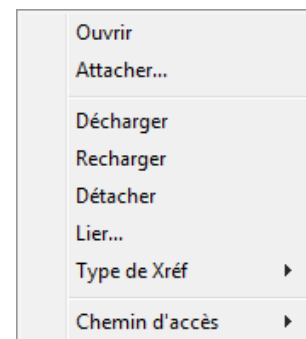 Ouvrir
Attacher...
Décharger
Recharger
Détacher
Lier...
Type de Xréf
Chemin d'accès